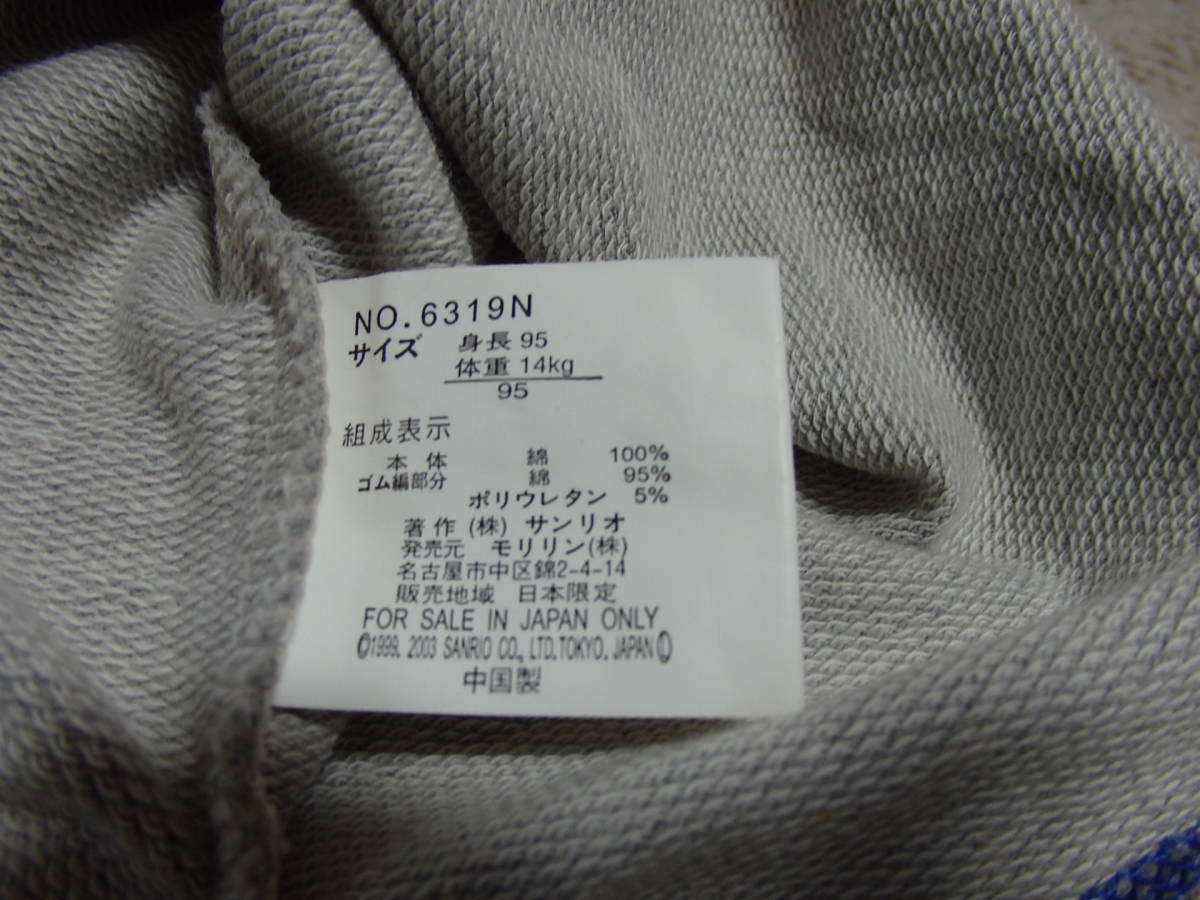 NO.6319N
サイズ 身長 95
体重 14kg
95
組成表示
本体 綿 100%
ゴム編部分 綿 95%
ポリウレタン 5%
著作 (株) サンリオ
発売元 モリリン(株)
名古屋市中区錦2-4-14
販売地域 日本限定
FOR SALE IN JAPAN ONLY
©1999, 2003 SANRIO CO., LTD. TOKYO, JAPAN Ⓛ
中国製